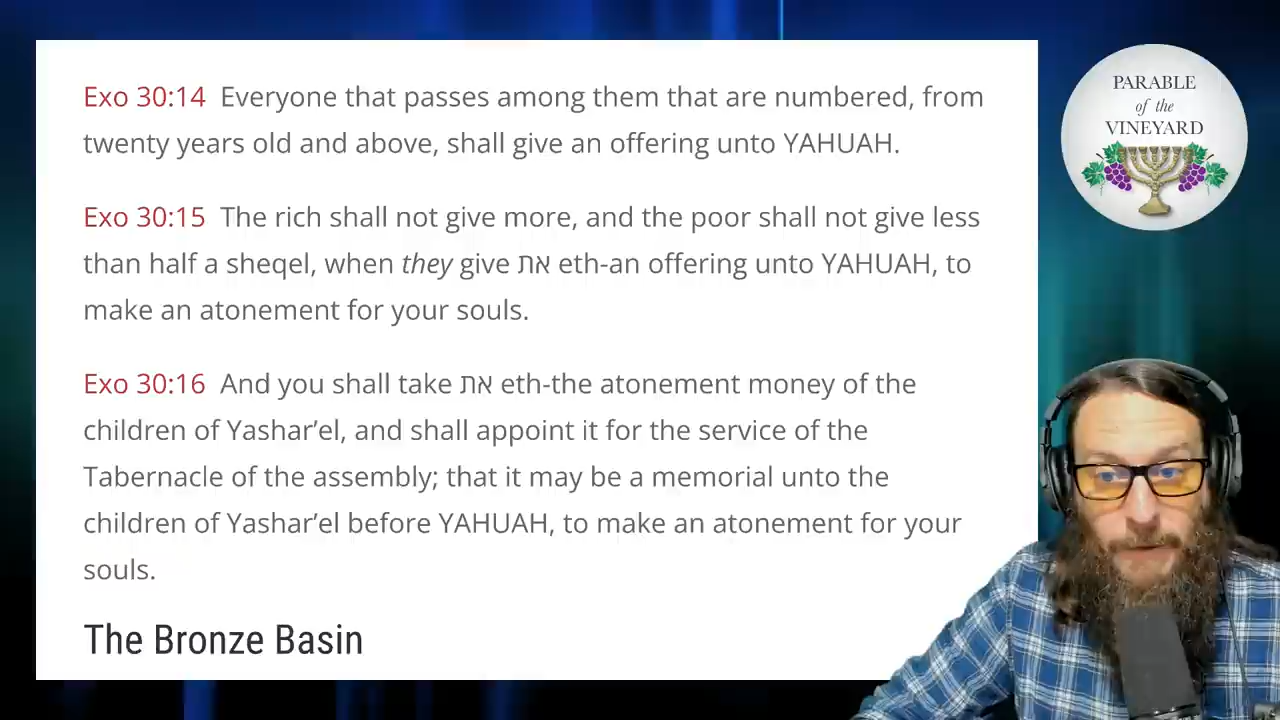 Exo 30:14 Everyone that passes among them that are numbered, from
twenty years old and above, shall give an offering unto YAHUAH.
Exo 30:15 The rich shall not give more, and the poor shall not give less
than half a sheqel, when they give את eth-an offering unto YAHUAH, to
make an atonement for your souls.
Exo 30:16 And you shall take את eth-the atonement money of the
children of Yashar’el, and shall appoint it for the service of the
Tabernacle of the assembly; that it may be a memorial unto the
children of Yashar’el before YAHUAH, to make an atonement for your
souls.
The Bronze Basin
PARABLE
of the
VINEYARD